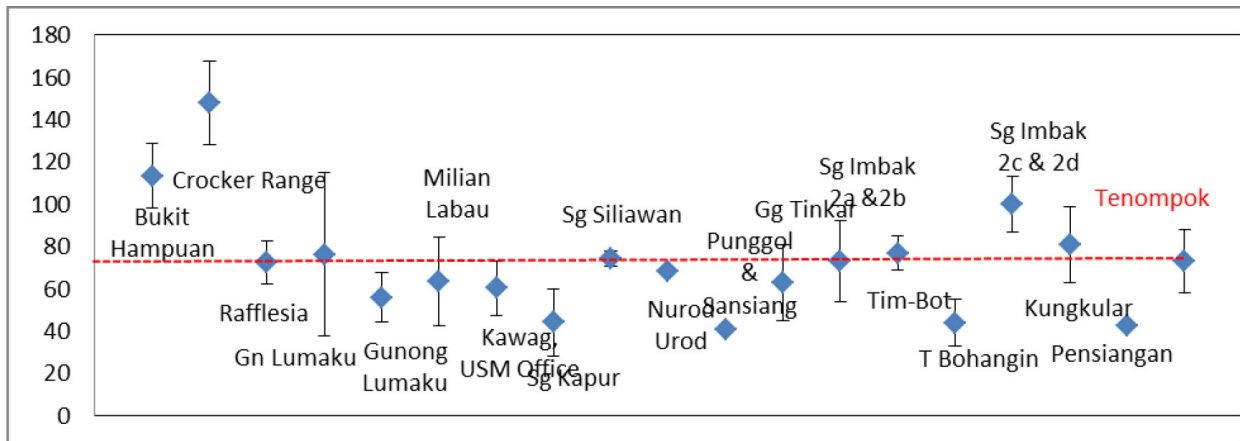 180
160
140
120
100
80
60
40
20
0
Bukit
Hampuan
Crocker Range
Rafflesia
Gn Lumaku
Gunong
Lumaku
Milian
Labau
Kawag,
USM Office
Sg Kapur
Sg Siliawan
Nurod
Urod
Punggol
&
Sansiang
Gg Tinkar
Sg Imbak
2a &2b
Tim-Bot
T Bohangin
Sg Imbak
2c & 2d
Kungkular
Pensiangan
Tenompok